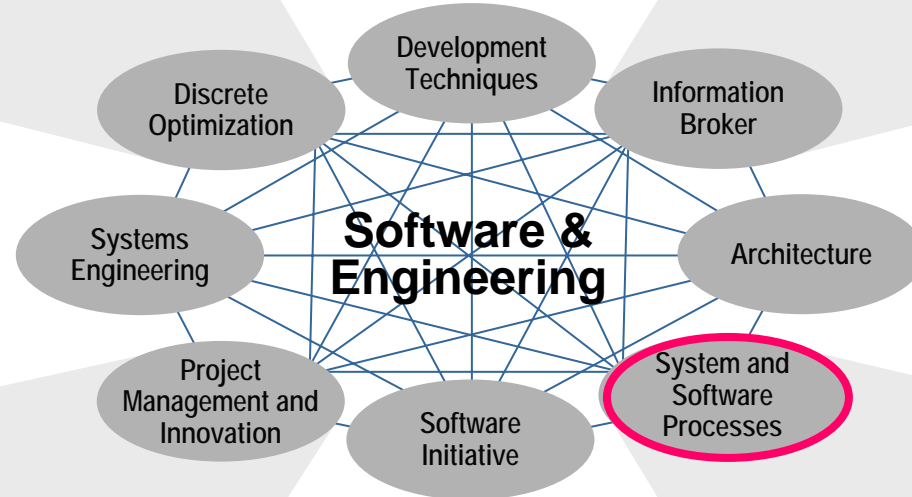 Development
Techniques
Discrete
Optimization
Information
Broker
Systems
Engineering
Software &
Engineering
Architecture
Project
Management and
Innovation
Software
Initiative
System and
Software
Processes